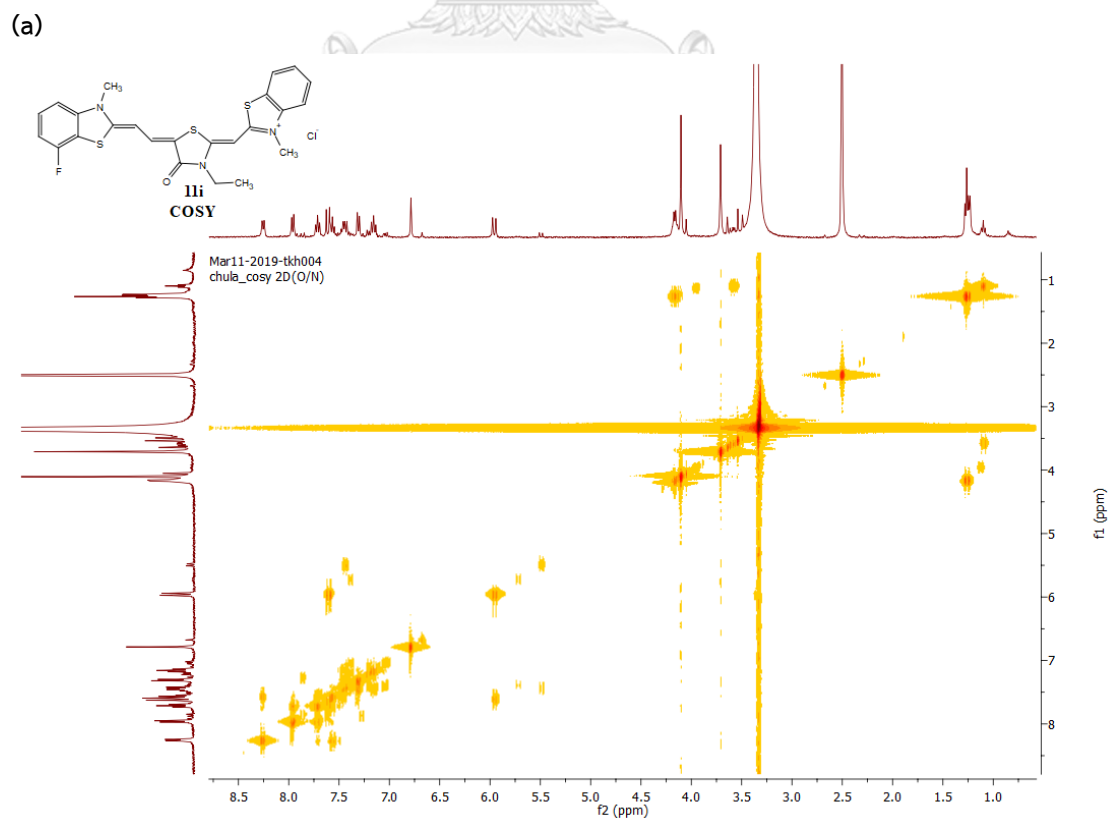 (a)
CH₃
N
S
F
S
O
N
CH₃
S
N⁺
CH₃
Cl⁻
11i
COSY
Mar11-2019-tkh004
chula_cosy 2D(O/N)
1
2
3
4
5
6
7
8
f1 (ppm)
8.5 8.0 7.5 7.0 6.5 6.0 5.5 5.0 4.5 4.0 3.5 3.0 2.5 2.0 1.5 1.0
f2 (ppm)